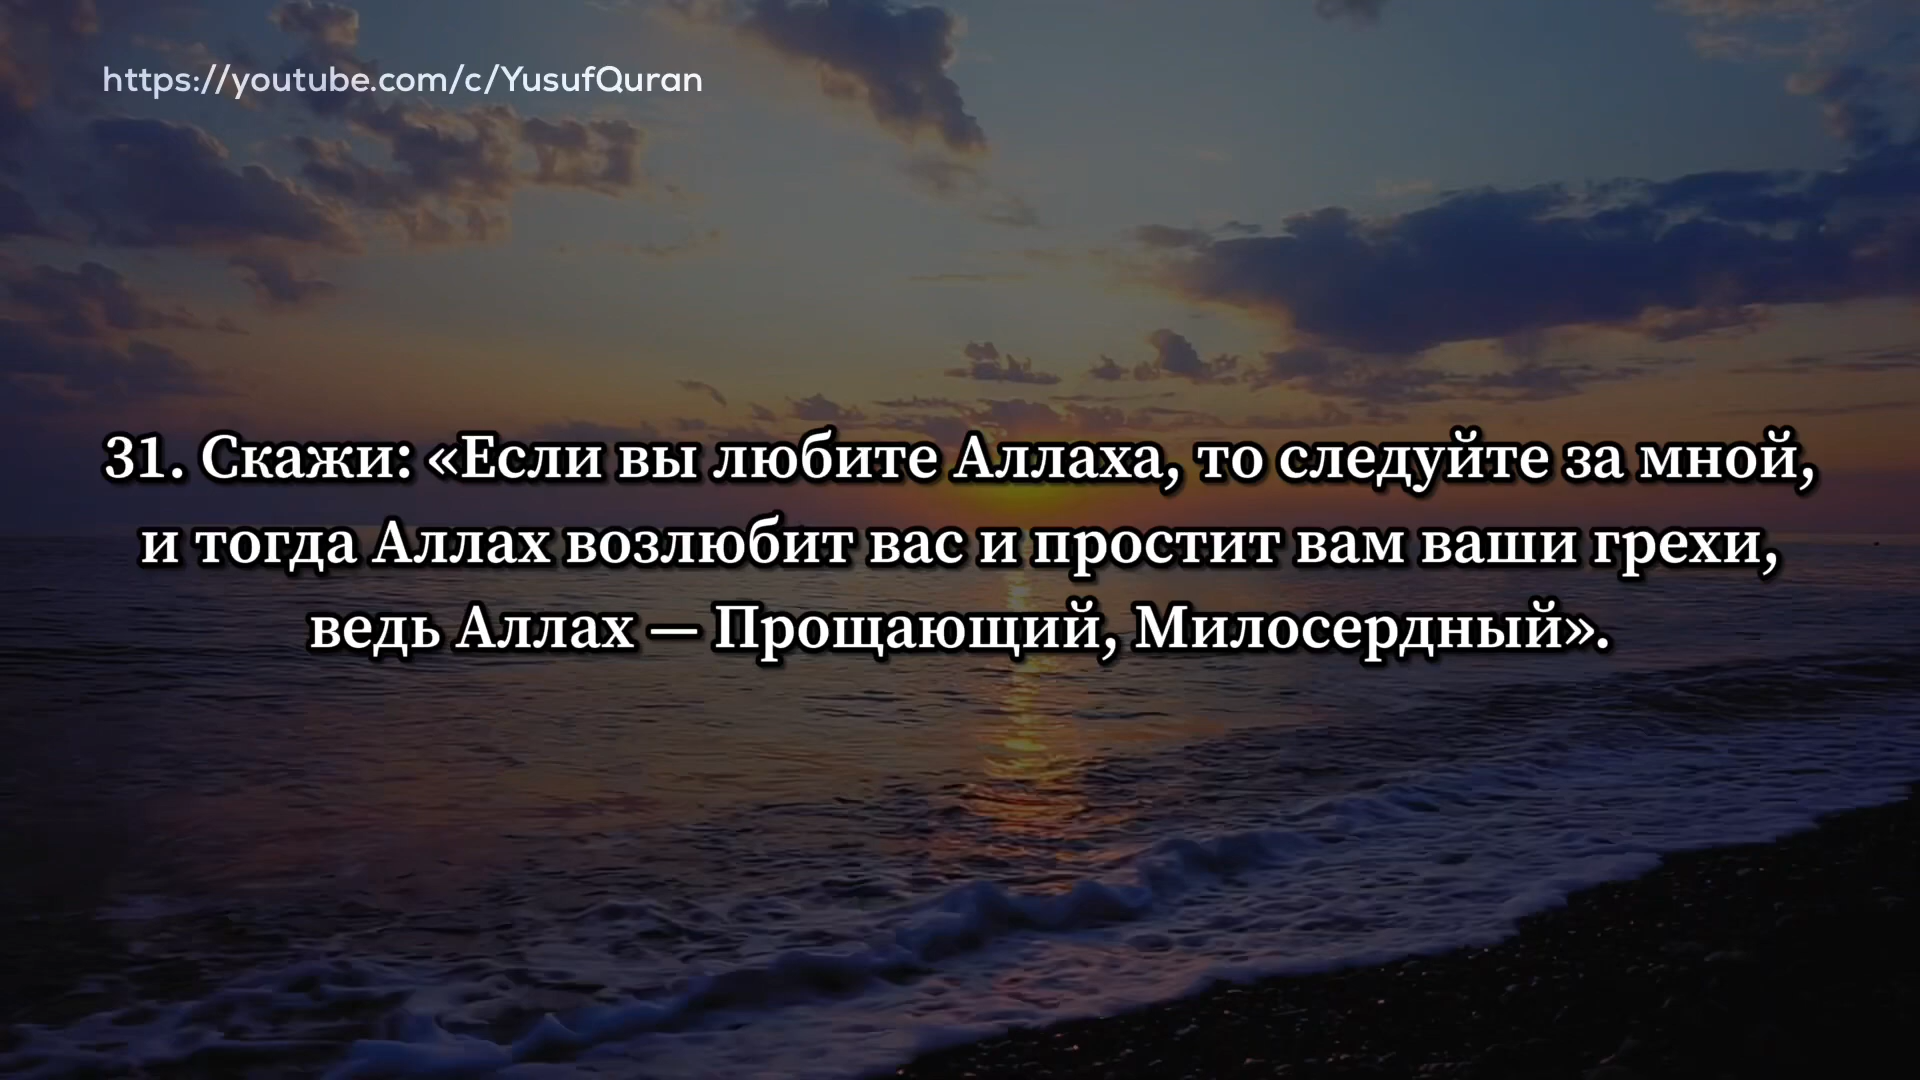 https://youtube.com/c/YusufQuran
31. Скажи: «Если вы любите Аллаха, то следуйте за мной,
и тогда Аллах возлюбит вас и простит вам ваши грехи,
ведь Аллах — Прощающий, Милосердный».